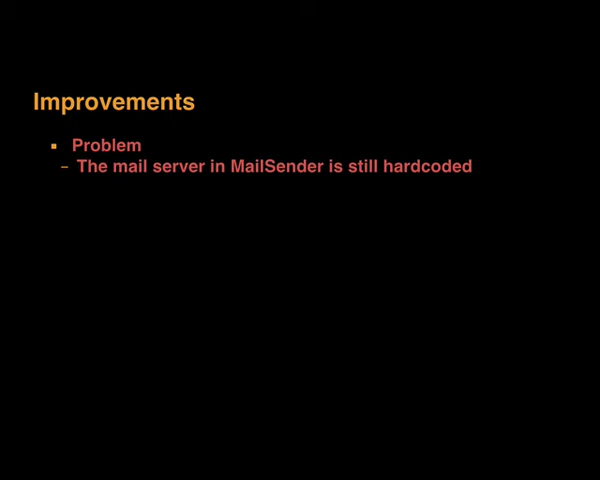 Improvements
▪ Problem
– The mail server in MailSender is still hardcoded